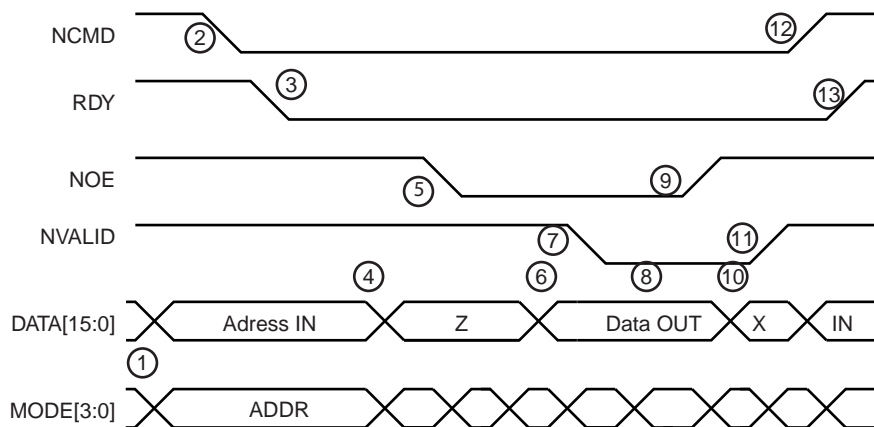 NCMD
2
12
RDY
3
13
NOE
5
9
NVALID
7
11
4
6
8
10
DATA[15:0]
Adress IN
Z
Data OUT
X
IN
1
MODE[3:0]
ADDR